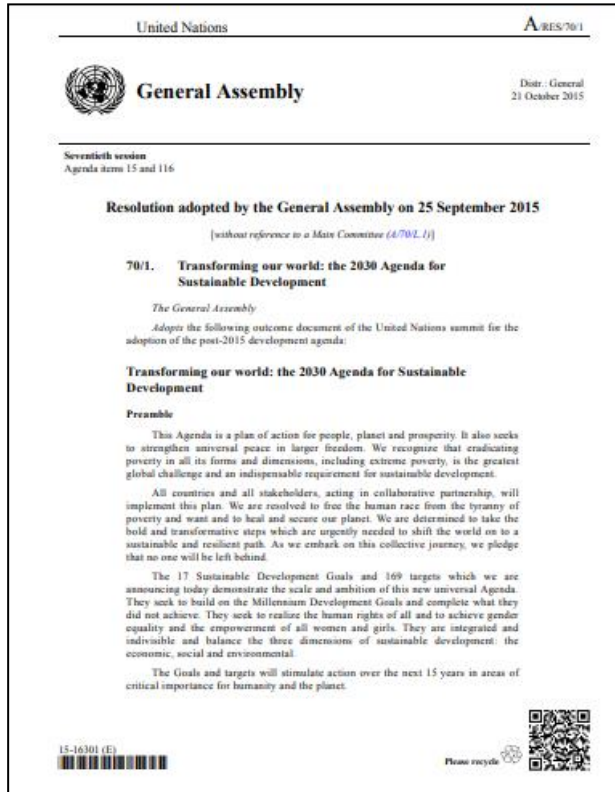 United Nations
A/RES/70/1
General Assembly
Distr.: General
21 October 2015
Seventieth session
Agenda items 15 and 116
Resolution adopted by the General Assembly on 25 September 2015
[without reference to a Main Committee (A/70/L.1)]
70/1. Transforming our world: the 2030 Agenda for
Sustainable Development
The General Assembly
Adopts the following outcome document of the United Nations summit for the
adoption of the post-2015 development agenda:
Transforming our world: the 2030 Agenda for Sustainable
Development
Preamble
This Agenda is a plan of action for people, planet and prosperity. It also seeks
to strengthen universal peace in larger freedom. We recognize that eradicating
poverty in all its forms and dimensions, including extreme poverty, is the greatest
global challenge and an indispensable requirement for sustainable development.
All countries and all stakeholders, acting in collaborative partnership, will
implement this plan. We are resolved to free the human race from the tyranny of
poverty and want and to heal and secure our planet. We are determined to take the
bold and transformative steps which are urgently needed to shift the world on to a
sustainable and resilient path. As we embark on this collective journey, we pledge
that no one will be left behind.
The 17 Sustainable Development Goals and 169 targets which we are
announcing today demonstrate the scale and ambition of this new universal Agenda.
They seek to build on the Millennium Development Goals and complete what they
did not achieve. They seek to realize the human rights of all and to achieve gender
equality and the empowerment of all women and girls. They are integrated and
indivisible and balance the three dimensions of sustainable development: the
economic, social and environmental.
The Goals and targets will stimulate action over the next 15 years in areas of
critical importance for humanity and the planet.
15-16301 (E)
Please recycle